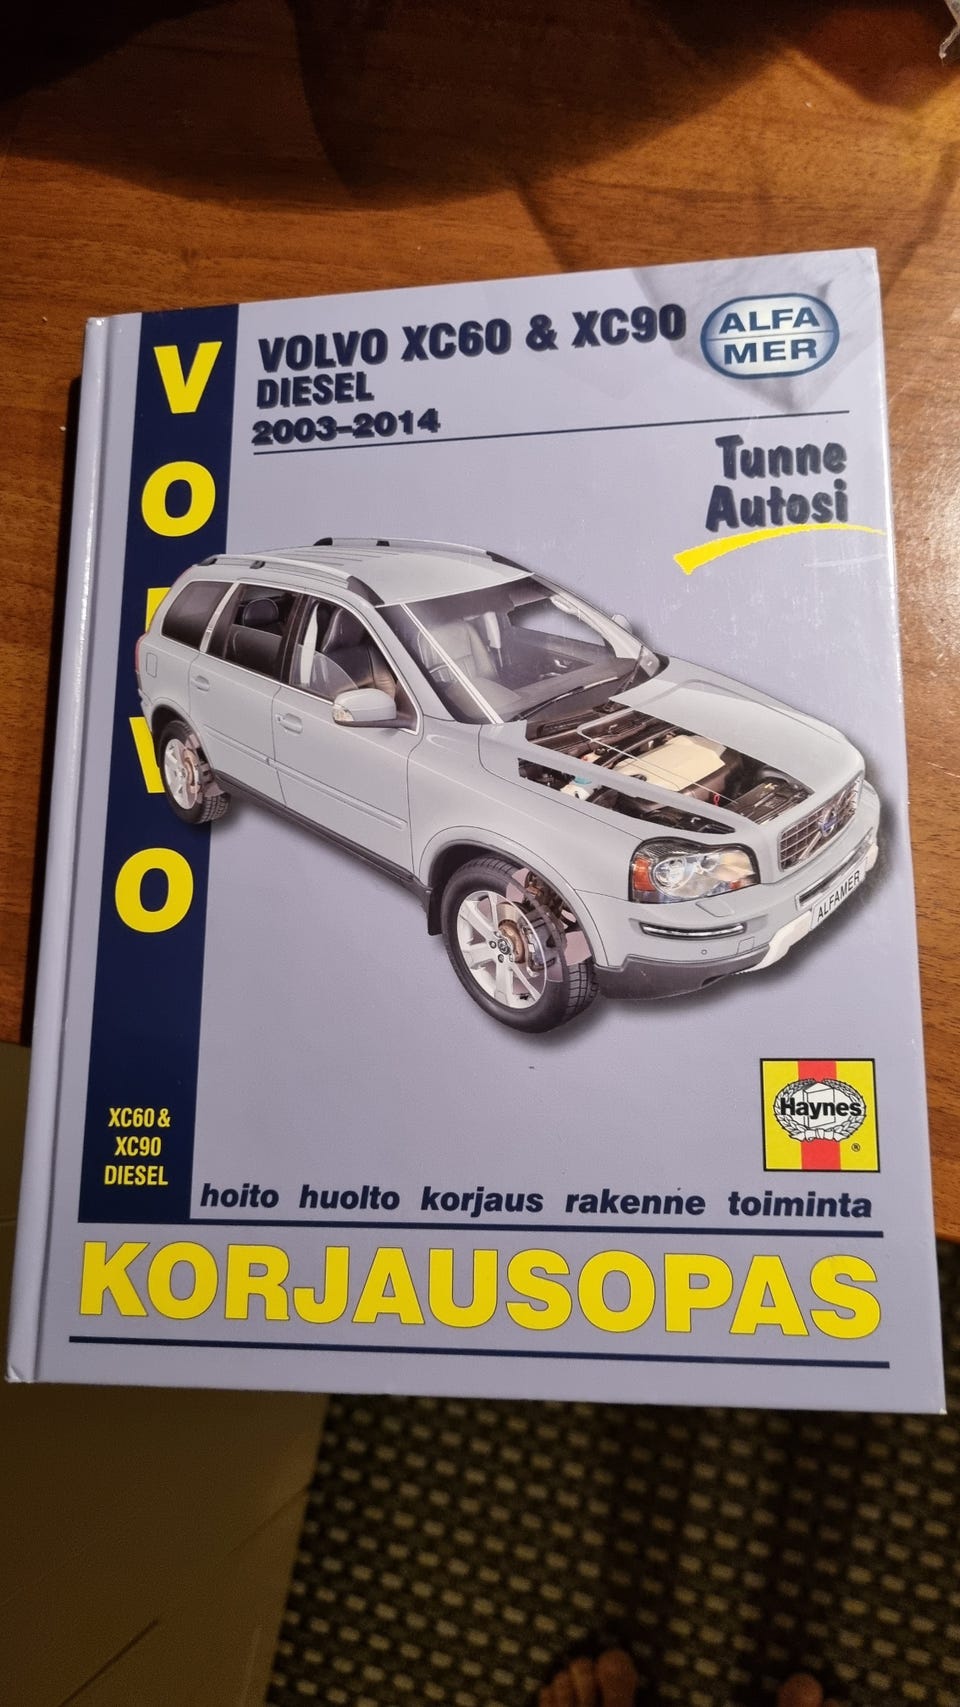 VOLVO XC60 & XC90
DIESEL
2003–2014
ALFA
MER
Tunne
Autosi
VOLVO
ALFAMER
Haynes
®
XC60 &
XC90
DIESEL
hoito huolto korjaus rakenne toiminta
KORJAUSOPAS